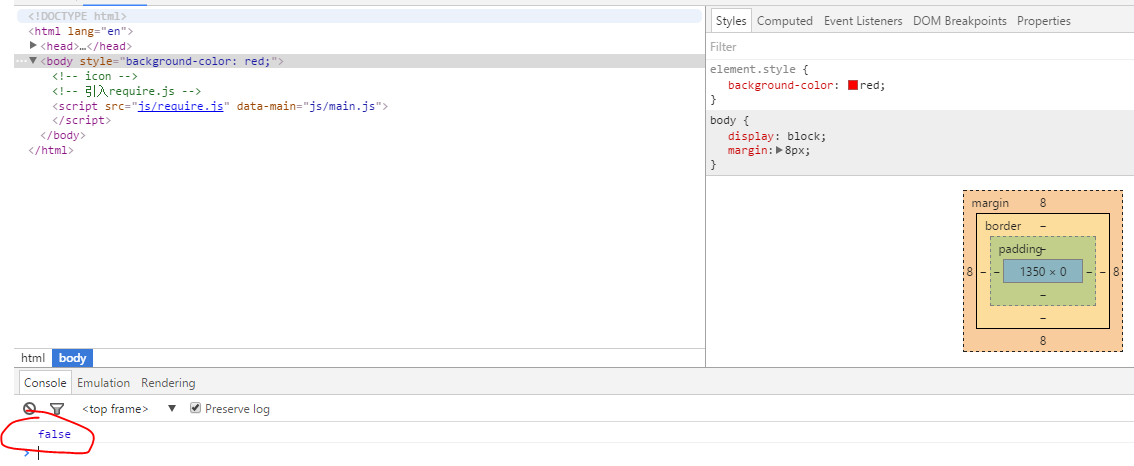 <!DOCTYPE html>
<html lang="en">
▶<head>…</head>
▼<body style="background-color: red;">
<!-- icon -->
<!-- 引入require.js -->
<script src="js/require.js" data-main="js/main.js">
</script>
</body>
</html>
html body
Styles Computed Event Listeners DOM Breakpoints Properties
Filter
element.style {
background-color: red;
}
body {
display: block;
margin:▶8px;
}
margin 8
border –
padding–
8 – – 1350 × 0 – – 8
–
–
8
Console Emulation Rendering
<top frame> ▼ Preserve log
false
>